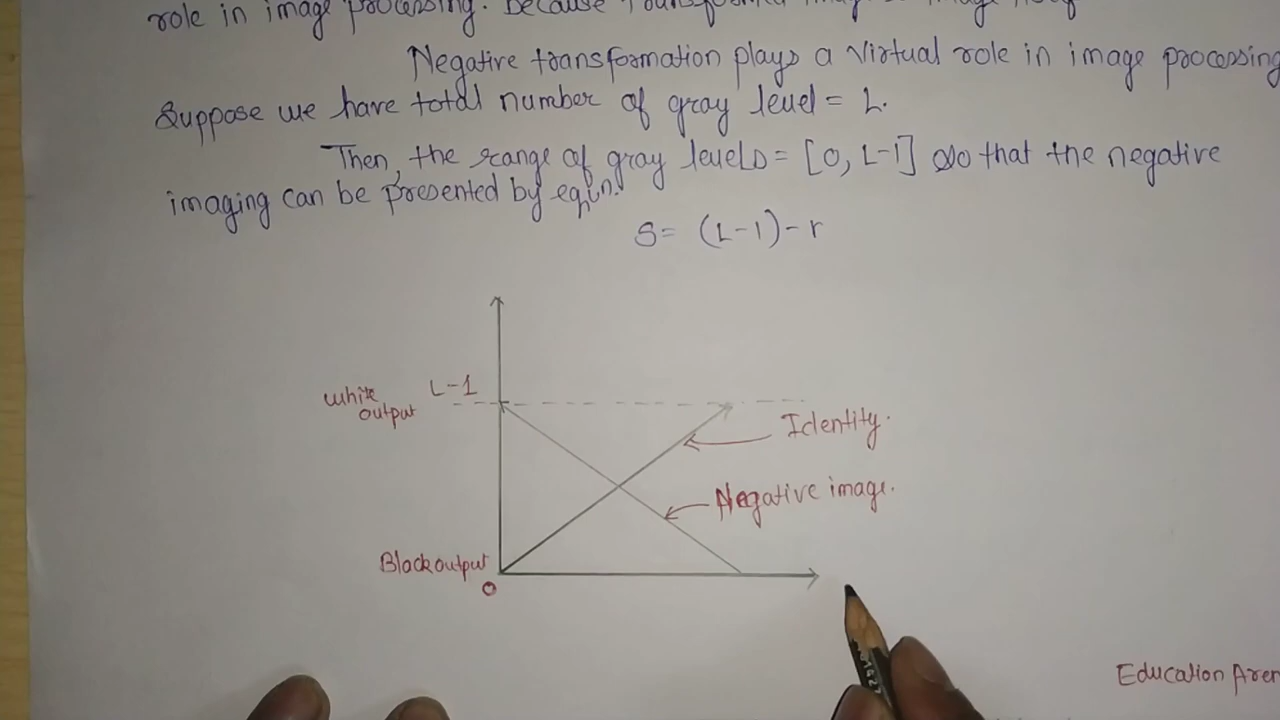 role in image processing. Because
Negative transformation plays a virtual role in image processing
Suppose we have total number of gray level = L.
Then, the range of gray levels = [0, L-1] so that the negative
imaging can be presented by eqn.
S = (L-1) - r
L-1
white
output
Identity.
Negative image.
Black output
0
Education Aren